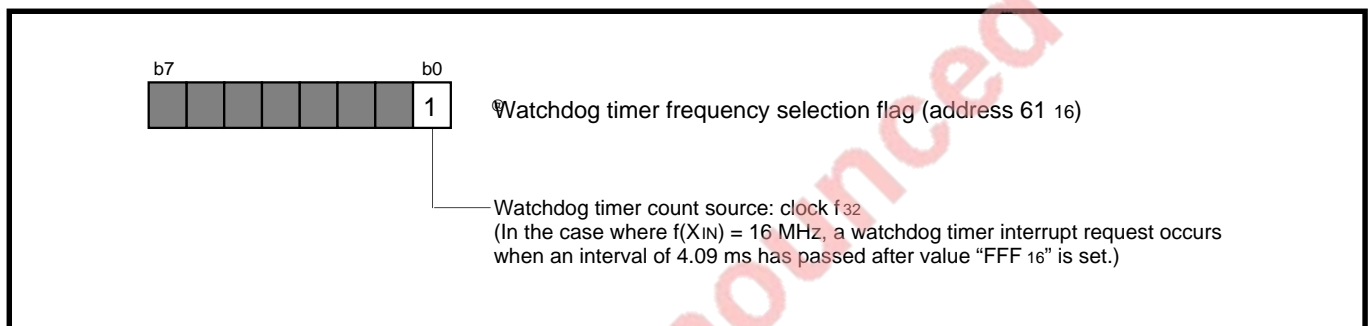 b7 b0
1
Watchdog timer frequency selection flag (address 61 16)
Watchdog timer count source: clock f 32
(In the case where f(XIN) = 16 MHz, a watchdog timer interrupt request occurs
when an interval of 4.09 ms has passed after value “FFF 16” is set.)
ounced